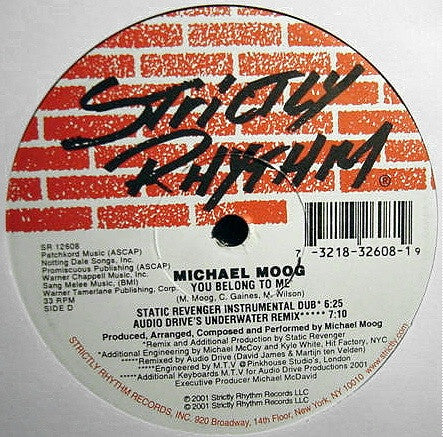 Strictly
Rhythm
®
SR 12608
Patchkord Music (ASCAP)
Notting Dale Songs, Inc.
Promiscuous Publishing (ASCAP)
Warner Chappell Music, Inc.
Sang Melee Music, (BMI)
Warner Tamerlane Publishing, Corp.
33 RPM
SIDE D
7 -3218-32608-1 9
MICHAEL MOOG
YOU BELONG TO ME
(M. Moog, C. Gaines, M. Wilson)
STATIC REVENGER INSTRUMENTAL DUB* 5:25
AUDIO DRIVE'S UNDERWATER REMIX***** 7:10
Produced, Arranged, Composed and Performed by Michael Moog
*Remix and Additional Production by Static Revenger
*Additional Engineering by Michael McCoy and Kyle White, Hit Factory, NYC
*****Remixed by Audio Drive (David James & Martijn ten Velden)
*****Engineered by M.T.V @Pinkhouse Studio's, London
*****Additional Keyboards M.T.V for Audio Drive Productions 2001
Executive Producer Michael McDavid
℗2001 Strictly Rhythm Records LLC
©2001 Strictly Rhythm Records LLC
STRICTLY RHYTHM RECORDS, INC. 920 Broadway, 14th Floor, New York, NY 10010. www.strictly.com